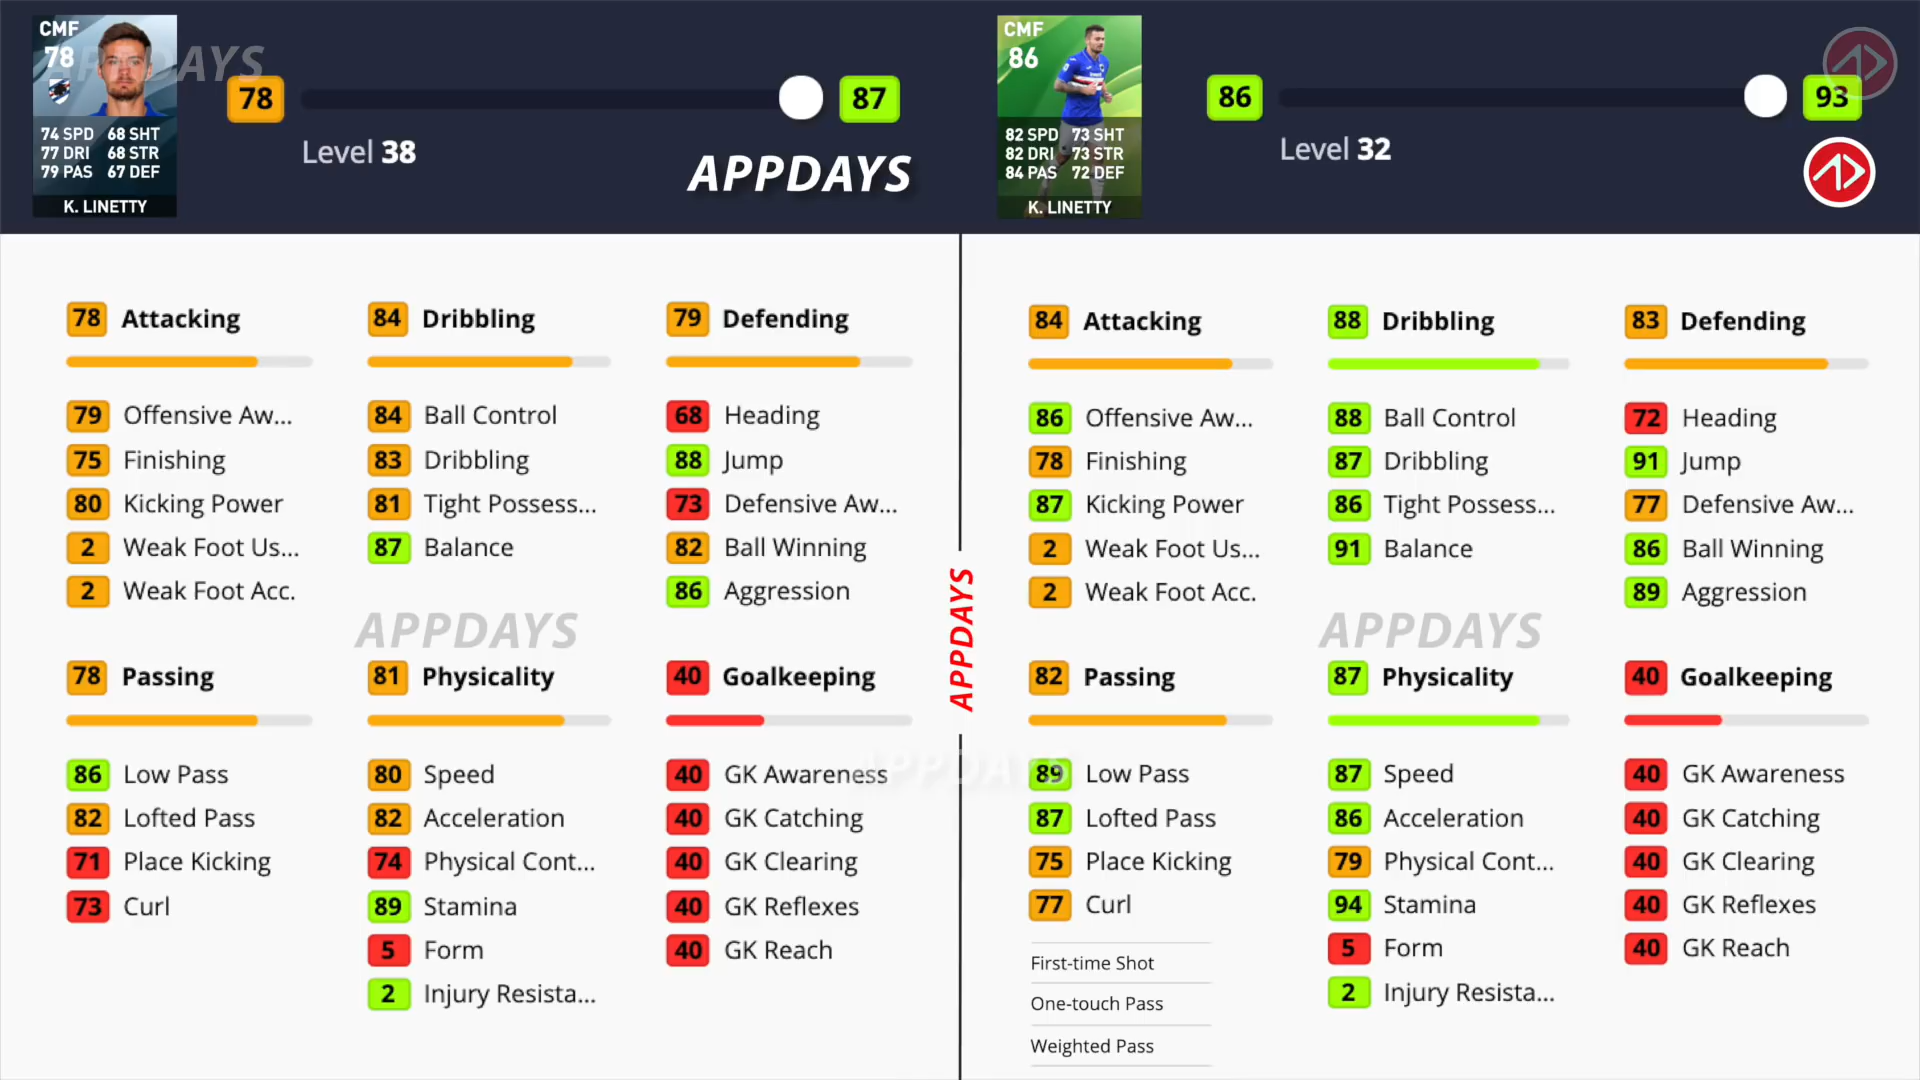 CMF
78
74 SPD 68 SHT
77 DRI 68 STR
79 PAS 67 DEF
K. LINETTY
APPDAYS
78
87
Level 38
APPDAYS
CMF
86
82 SPD 73 SHT
82 DRI 73 STR
84 PAS 72 DEF
K. LINETTY
86
93
Level 32
78 Attacking
79 Offensive Aw...
75 Finishing
80 Kicking Power
2 Weak Foot Us...
2 Weak Foot Acc.
84 Dribbling
84 Ball Control
83 Dribbling
81 Tight Possess...
87 Balance
79 Defending
68 Heading
88 Jump
73 Defensive Aw...
82 Ball Winning
86 Aggression
APPDAYS
78 Passing
86 Low Pass
82 Lofted Pass
71 Place Kicking
73 Curl
81 Physicality
80 Speed
82 Acceleration
74 Physical Cont...
89 Stamina
5 Form
2 Injury Resista...
40 Goalkeeping
40 GK Awareness
40 GK Catching
40 GK Clearing
40 GK Reflexes
40 GK Reach
APPDAYS
APPDAYS
84 Attacking
86 Offensive Aw...
78 Finishing
87 Kicking Power
2 Weak Foot Us...
2 Weak Foot Acc.
88 Dribbling
88 Ball Control
87 Dribbling
86 Tight Possess...
91 Balance
83 Defending
72 Heading
91 Jump
77 Defensive Aw...
86 Ball Winning
89 Aggression
APPDAYS
82 Passing
89 Low Pass
87 Lofted Pass
75 Place Kicking
77 Curl
First-time Shot
One-touch Pass
Weighted Pass
87 Physicality
87 Speed
86 Acceleration
79 Physical Cont...
94 Stamina
5 Form
2 Injury Resista...
40 Goalkeeping
40 GK Awareness
40 GK Catching
40 GK Clearing
40 GK Reflexes
40 GK Reach